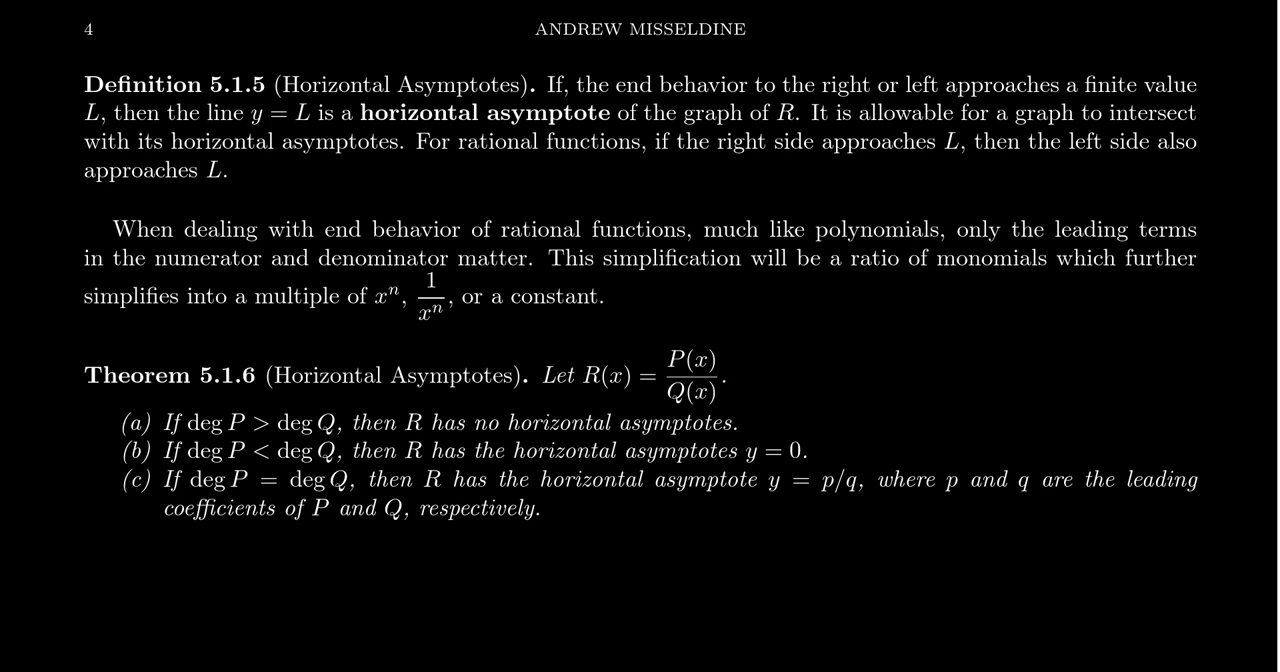 4 ANDREW MISSELDINE
Definition 5.1.5 (Horizontal Asymptotes). If, the end behavior to the right or left approaches a finite value
L, then the line y = L is a horizontal asymptote of the graph of R. It is allowable for a graph to intersect
with its horizontal asymptotes. For rational functions, if the right side approaches L, then the left side also
approaches L.
When dealing with end behavior of rational functions, much like polynomials, only the leading terms
in the numerator and denominator matter. This simplification will be a ratio of monomials which further
simplifies into a multiple of xⁿ, 1/xⁿ, or a constant.
Theorem 5.1.6 (Horizontal Asymptotes). Let R(x) = P(x)/Q(x).
(a) If deg P > deg Q, then R has no horizontal asymptotes.
(b) If deg P < deg Q, then R has the horizontal asymptotes y = 0.
(c) If deg P = deg Q, then R has the horizontal asymptote y = p/q, where p and q are the leading
coefficients of P and Q, respectively.